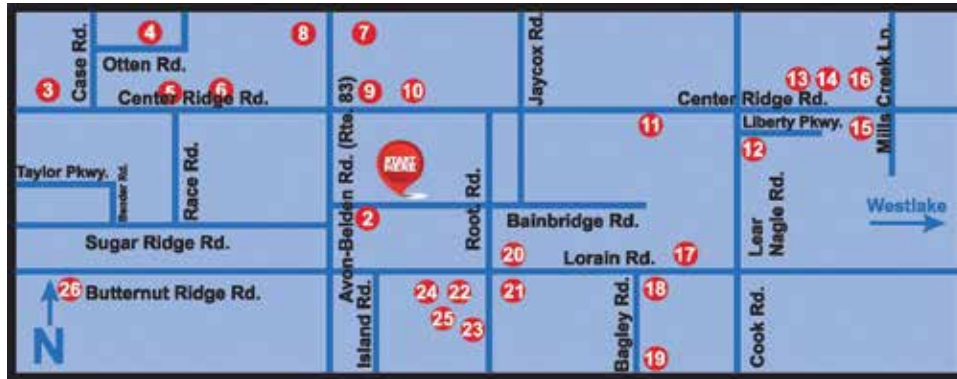 4
8
7
Case Rd.
Otten Rd.
Jaycox Rd.
Mills Creek Ln.
3
5
6
9
10
13
14
16
Center Ridge Rd.
Center Ridge Rd.
Avon-Belden Rd. (Rte. 83)
11
Liberty Pkwy.
15
12
START
HERE
Taylor Pkwy.
Bender Rd.
Race Rd.
Root Rd.
2
Bainbridge Rd.
Lear
Nagle Rd.
Westlake
Sugar Ridge Rd.
20
Lorain Rd.
17
26
Butternut Ridge Rd.
Island Rd.
24
22
21
18
Bagley Rd.
Cook Rd.
25
23
19
N